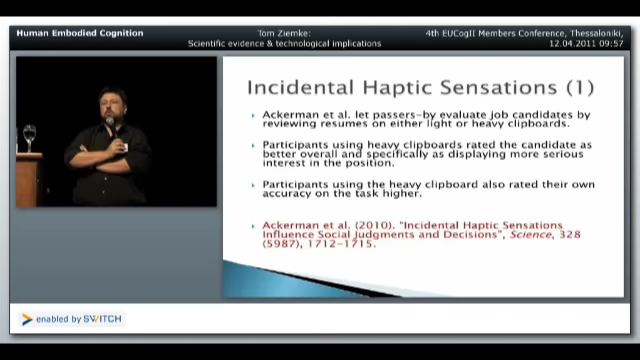 Human Embodied Cognition
Tom Ziemke:
Scientific evidence & technological implications
4th EUCogII Members Conference, Thessaloniki,
12.04.2011 09:57
Incidental Haptic Sensations (1)
Ackerman et al. let passers-by evaluate job candidates by
reviewing resumes on either light or heavy clipboards.
Participants using heavy clipboards rated the candidate as
better overall and specifically as displaying more serious
interest in the position.
Participants using the heavy clipboard also rated their own
accuracy on the task higher.
Ackerman et al. (2010). "Incidental Haptic Sensations
Influence Social Judgments and Decisions", Science, 328
(5987), 1712-1715.
enabled by SWITCH